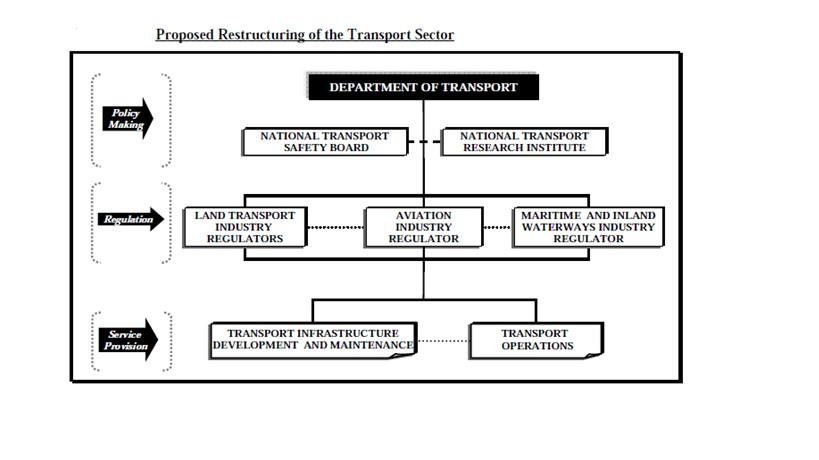 Proposed Restructuring of the Transport Sector
DEPARTMENT OF TRANSPORT
Policy
Making
NATIONAL TRANSPORT
SAFETY BOARD
NATIONAL TRANSPORT
RESEARCH INSTITUTE
Regulation
LAND TRANSPORT
INDUSTRY
REGULATORS
AVIATION
INDUSTRY
REGULATOR
MARITIME AND INLAND
WATERWAYS INDUSTRY
REGULATOR
Service
Provision
TRANSPORT INFRASTRUCTURE
DEVELOPMENT AND MAINTENANCE
TRANSPORT
OPERATIONS